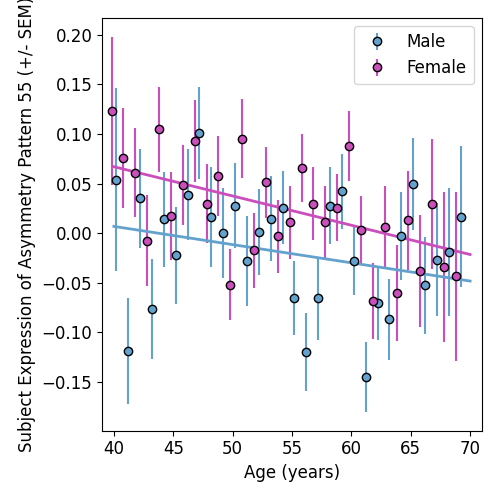 Subject Expression of Asymmetry Pattern 55 (+/- SEM)
0.20
0.15
0.10
0.05
0.00
−0.05
−0.10
−0.15
Male
Female
40 45 50 55 60 65 70
Age (years)